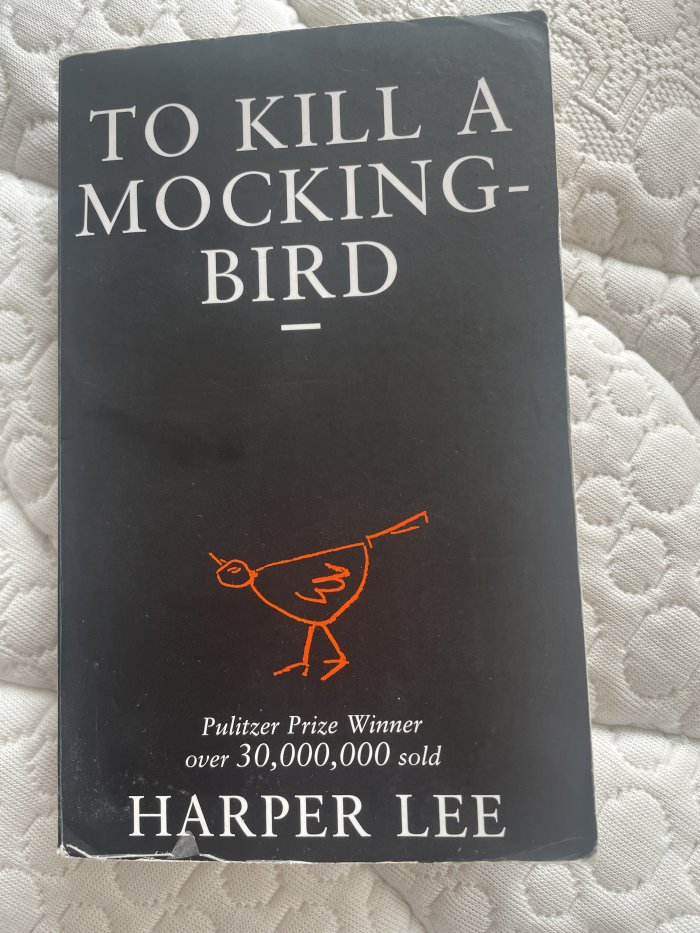 TO KILL A
MOCKING-
BIRD
Pulitzer Prize Winner
over 30,000,000 sold
HARPER LEE